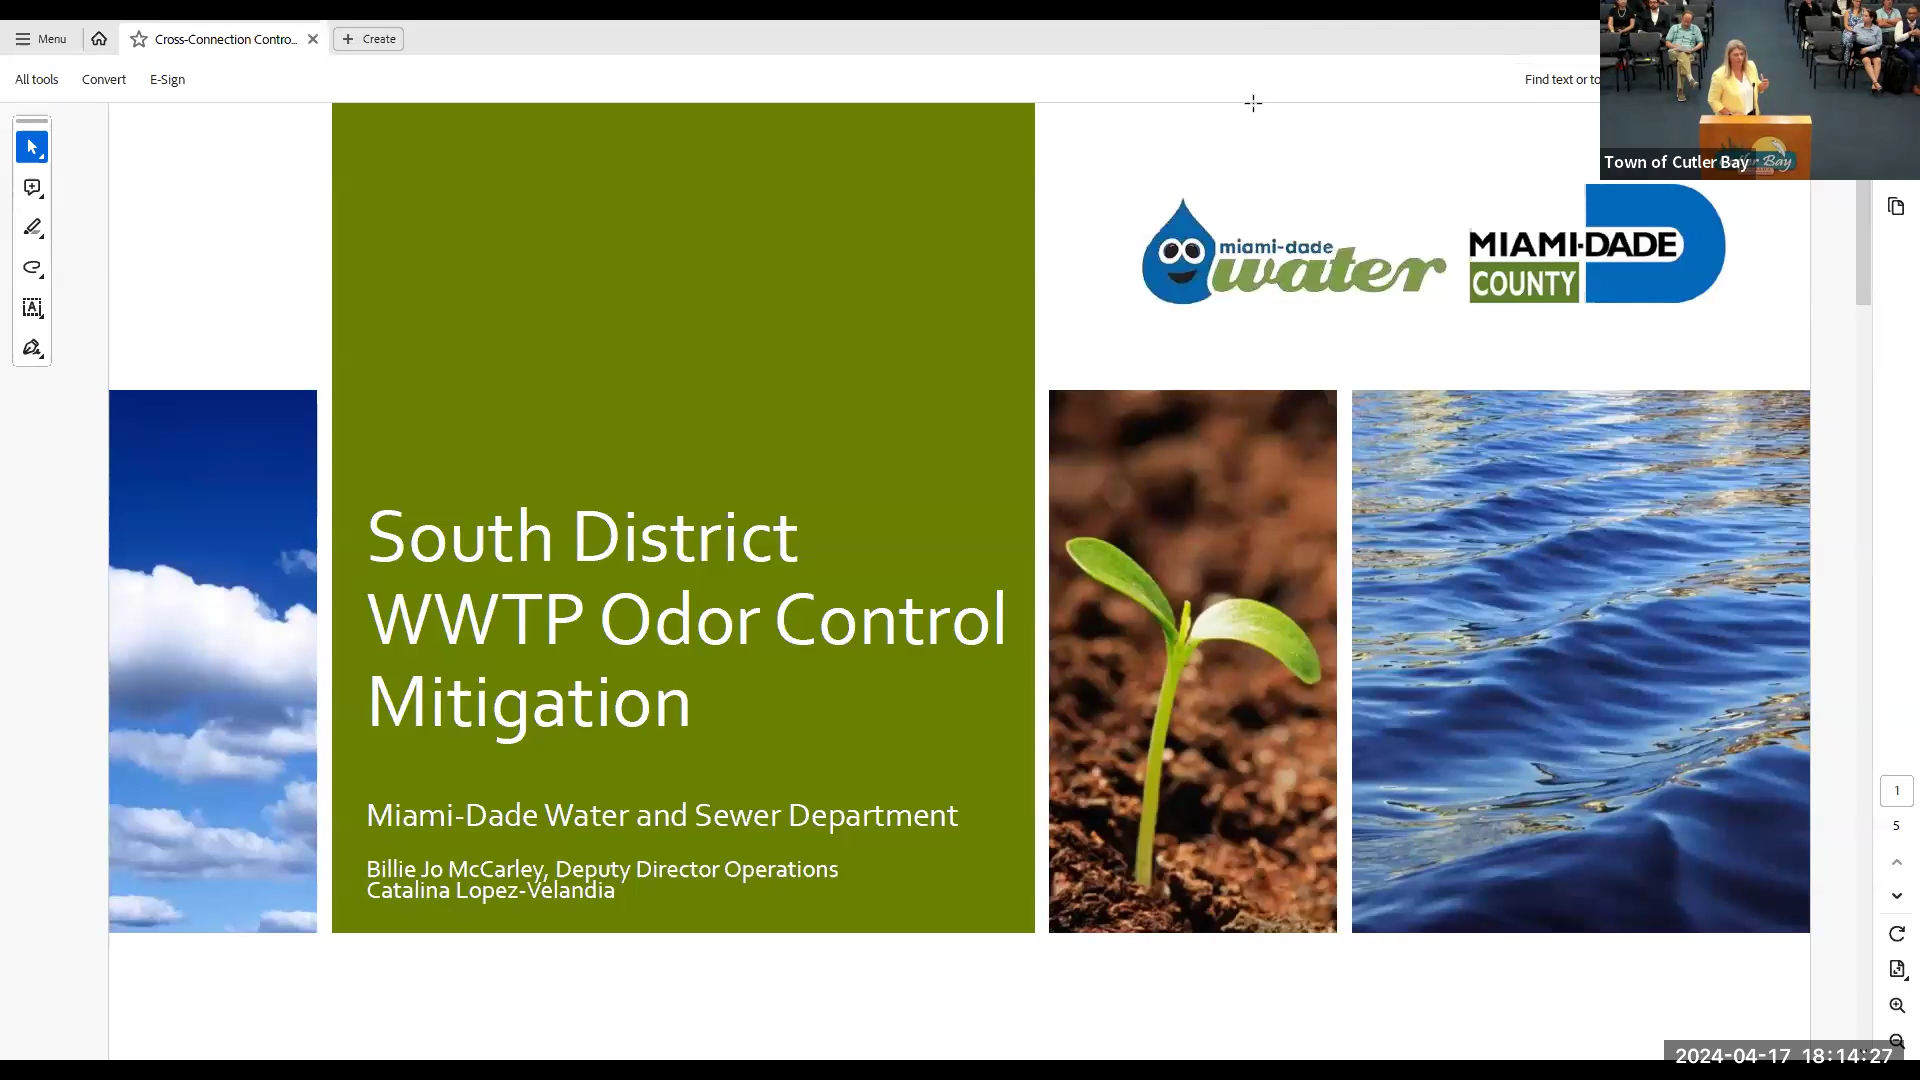 Menu
Cross-Connection Contro...
Create
All tools
Convert
E-Sign
Find text or to
Town of Cutler Bay
miami-dade
water
MIAMI-DADE
COUNTY
South District
WWTP Odor Control
Mitigation
Miami-Dade Water and Sewer Department
Billie Jo McCarley, Deputy Director Operations
Catalina Lopez-Velandia
1
5
2024-04-17 18:14:27